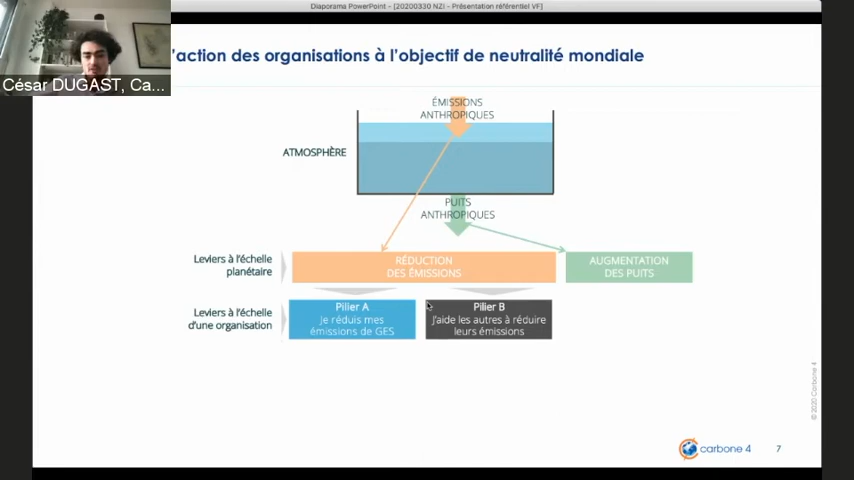 Diaporama PowerPoint - [20200330 NZI - Présentation référentiel VF]
César DUGAST, Ca...
'action des organisations à l'objectif de neutralité mondiale
ÉMISSIONS
ANTHROPIQUES
ATMOSPHÈRE
PUITS
ANTHROPIQUES
Leviers à l'échelle
planétaire
RÉDUCTION
DES ÉMISSIONS
AUGMENTATION
DES PUITS
Leviers à l'échelle
d'une organisation
Pilier A
Je réduis mes
émissions de GES
Pilier B
J'aide les autres à réduire
leurs émissions
© 2020 Carbone 4
carbone 4
7